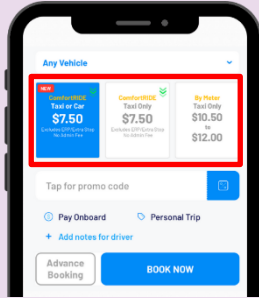 Any Vehicle
NEW
ComfortRIDE
Taxi or Car
$7.50
Excludes ERP/Extra Stop
No Admin Fee
ComfortRIDE
Taxi Only
$7.50
Excludes ERP/Extra Stop
No Admin Fee
By Meter
Taxi Only
$10.50
to
$12.00
Tap for promo code
Pay Onboard
Personal Trip
+ Add notes for driver
Advance
Booking
BOOK NOW